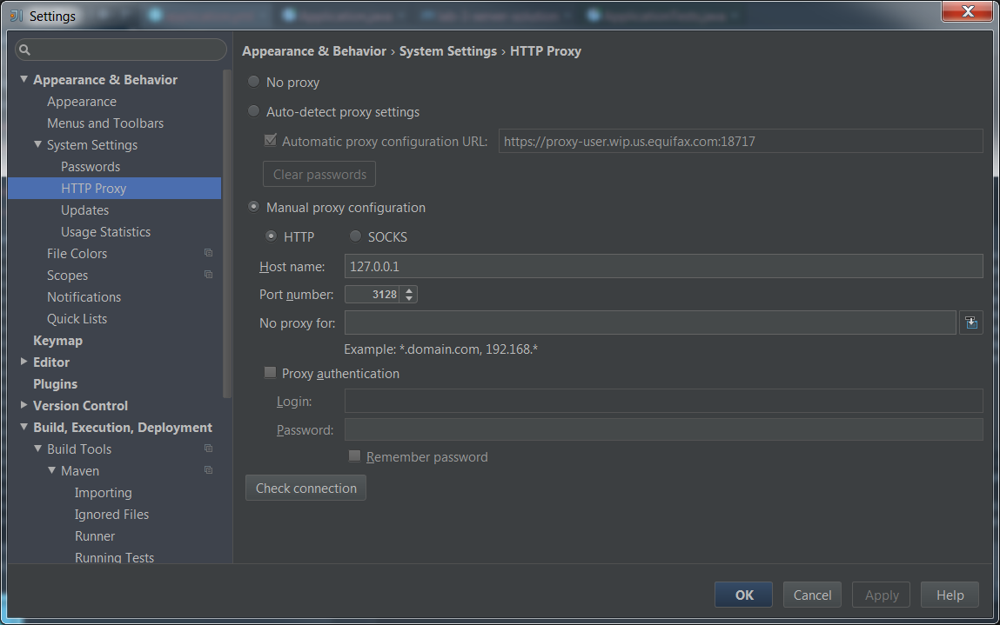 Settings
Appearance & Behavior › System Settings › HTTP Proxy
Appearance & Behavior
Appearance
Menus and Toolbars
System Settings
Passwords
HTTP Proxy
Updates
Usage Statistics
File Colors
Scopes
Notifications
Quick Lists
Keymap
Editor
Plugins
Version Control
Build, Execution, Deployment
Build Tools
Maven
Importing
Ignored Files
Runner
Running Tests
No proxy
Auto-detect proxy settings
Automatic proxy configuration URL: https://proxy-user.wip.us.equifax.com:18717
Clear passwords
Manual proxy configuration
HTTP SOCKS
Host name: 127.0.0.1
Port number: 3128
No proxy for:
Example: *.domain.com, 192.168.*
Proxy authentication
Login:
Password:
Remember password
Check connection
OK Cancel Apply Help